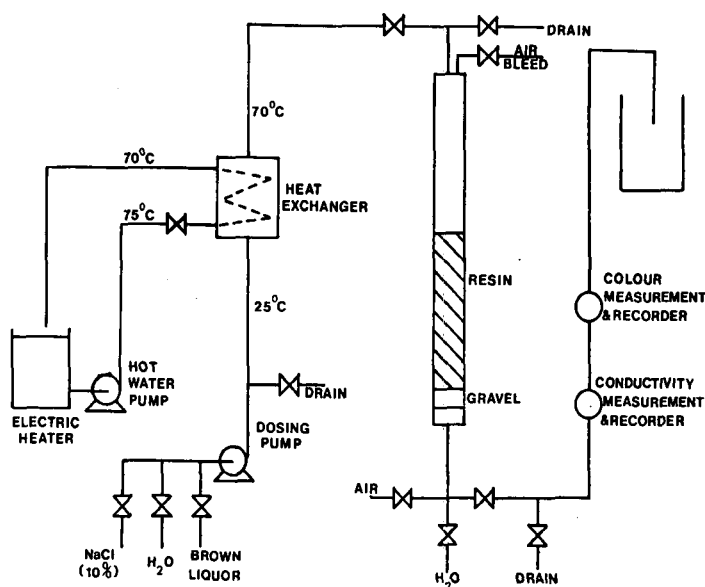 DRAIN
AIR
BLEED
70°C
70°C
HEAT
EXCHANGER
75°C
RESIN
COLOUR
MEASUREMENT
&RECORDER
25°C
HOT
WATER
PUMP
ELECTRIC
HEATER
DRAIN
GRAVEL
CONDUCTIVITY
MEASUREMENT
&RECORDER
DOSING
PUMP
AIR
NaCl
(10%)
H₂O
BROWN
LIQUOR
H₂O
DRAIN